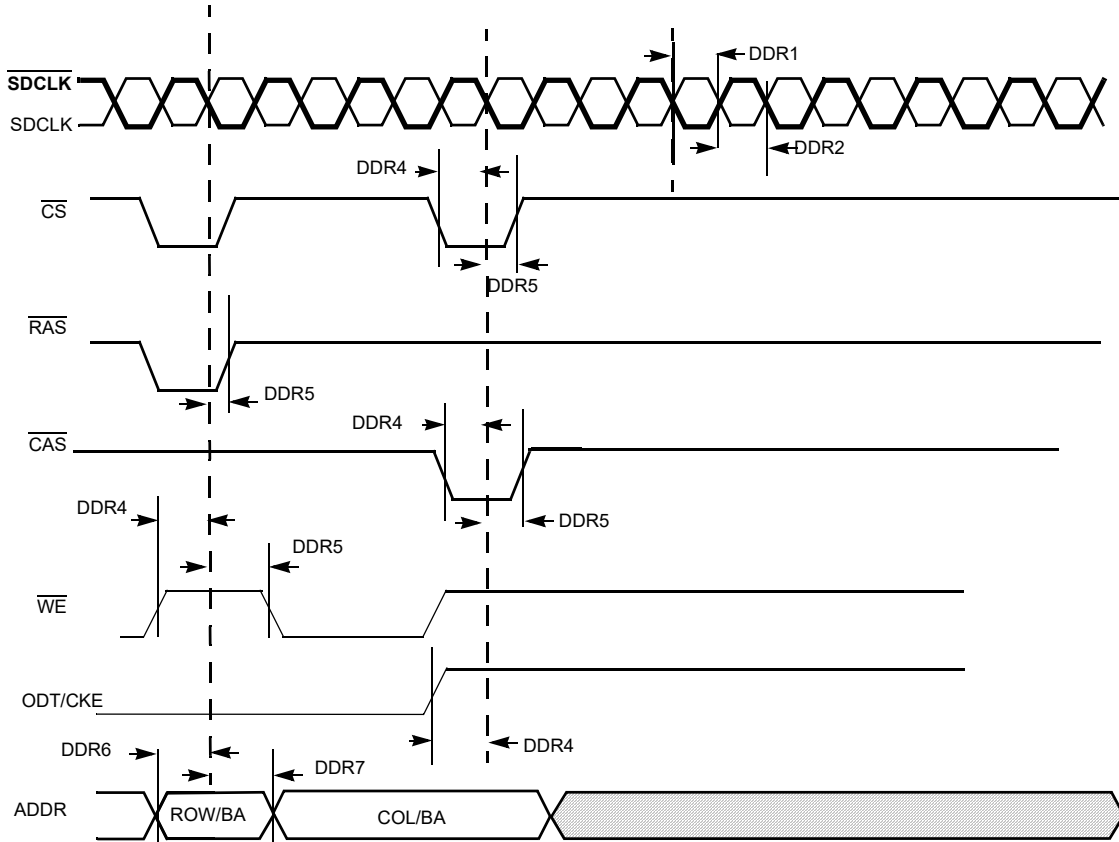 DDR1
SDCLK
SDCLK
DDR2
DDR4
CS
DDR5
RAS
DDR5
DDR4
CAS
DDR4
DDR5
DDR5
WE
ODT/CKE
DDR6
DDR4
DDR7
ADDR
ROW/BA
COL/BA